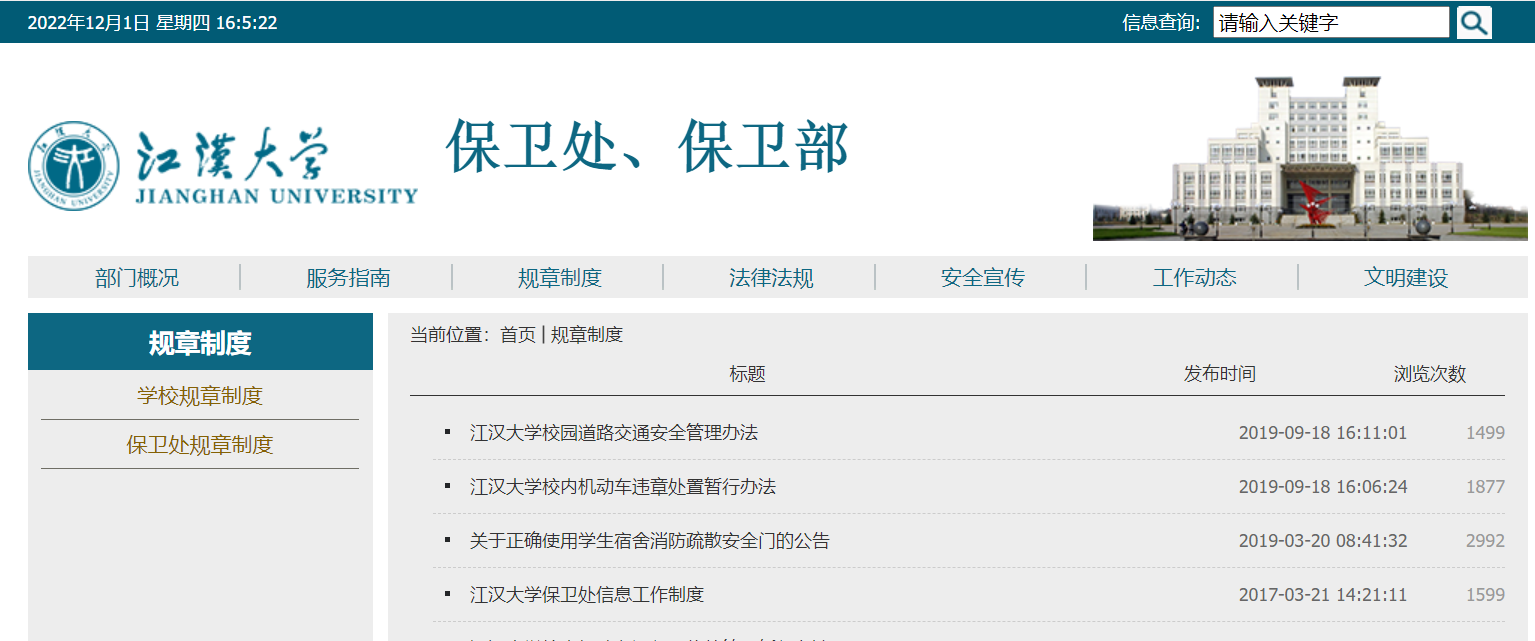 2022年12月1日 星期四 16:5:22 信息查询: 请输入关键字
江漢大学
JIANGHAN UNIVERSITY
保卫处、保卫部
部门概况 服务指南 规章制度 法律法规 安全宣传 工作动态 文明建设
规章制度
学校规章制度
保卫处规章制度
当前位置：首页 | 规章制度
标题 发布时间 浏览次数
江汉大学校园道路交通安全管理办法 2019-09-18 16:11:01 1499
江汉大学校内机动车违章处置暂行办法 2019-09-18 16:06:24 1877
关于正确使用学生宿舍消防疏散安全门的公告 2019-03-20 08:41:32 2992
江汉大学保卫处信息工作制度 2017-03-21 14:21:11 1599